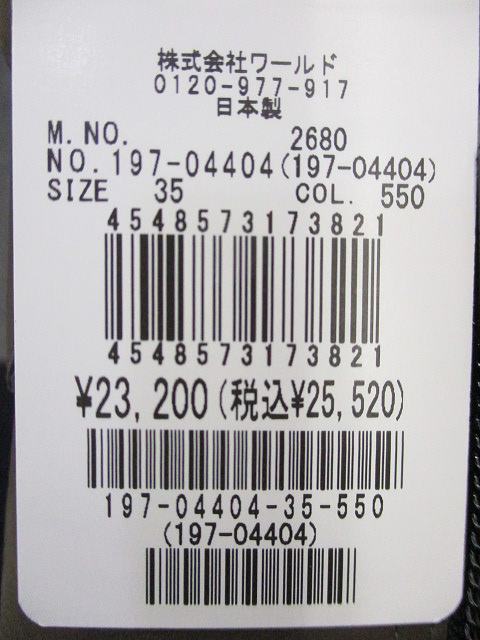 株式会社ワールド
0120-977-917
日本製
M.NO. 2680
NO.197-04404(197-04404)
SIZE 35 COL. 550
4548573173821
4548573173821
¥23,200(税込¥25,520)
197-04404-35-550
(197-04404)